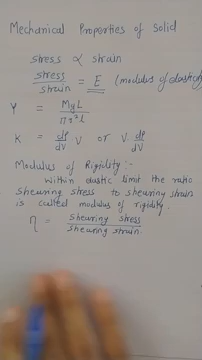 Mechanical Properties of Solid
stress ∝ strain
stress / strain = E (modulus of elasticity
Y = MgL / πr²l
K = dP/dV V or V. dP/dV
Modulus of Rigidity :-
Within elastic limit the ratio
shearing stress to shearing strain
is called modulus of rigidity.
η = shearing stress / shearing strain.